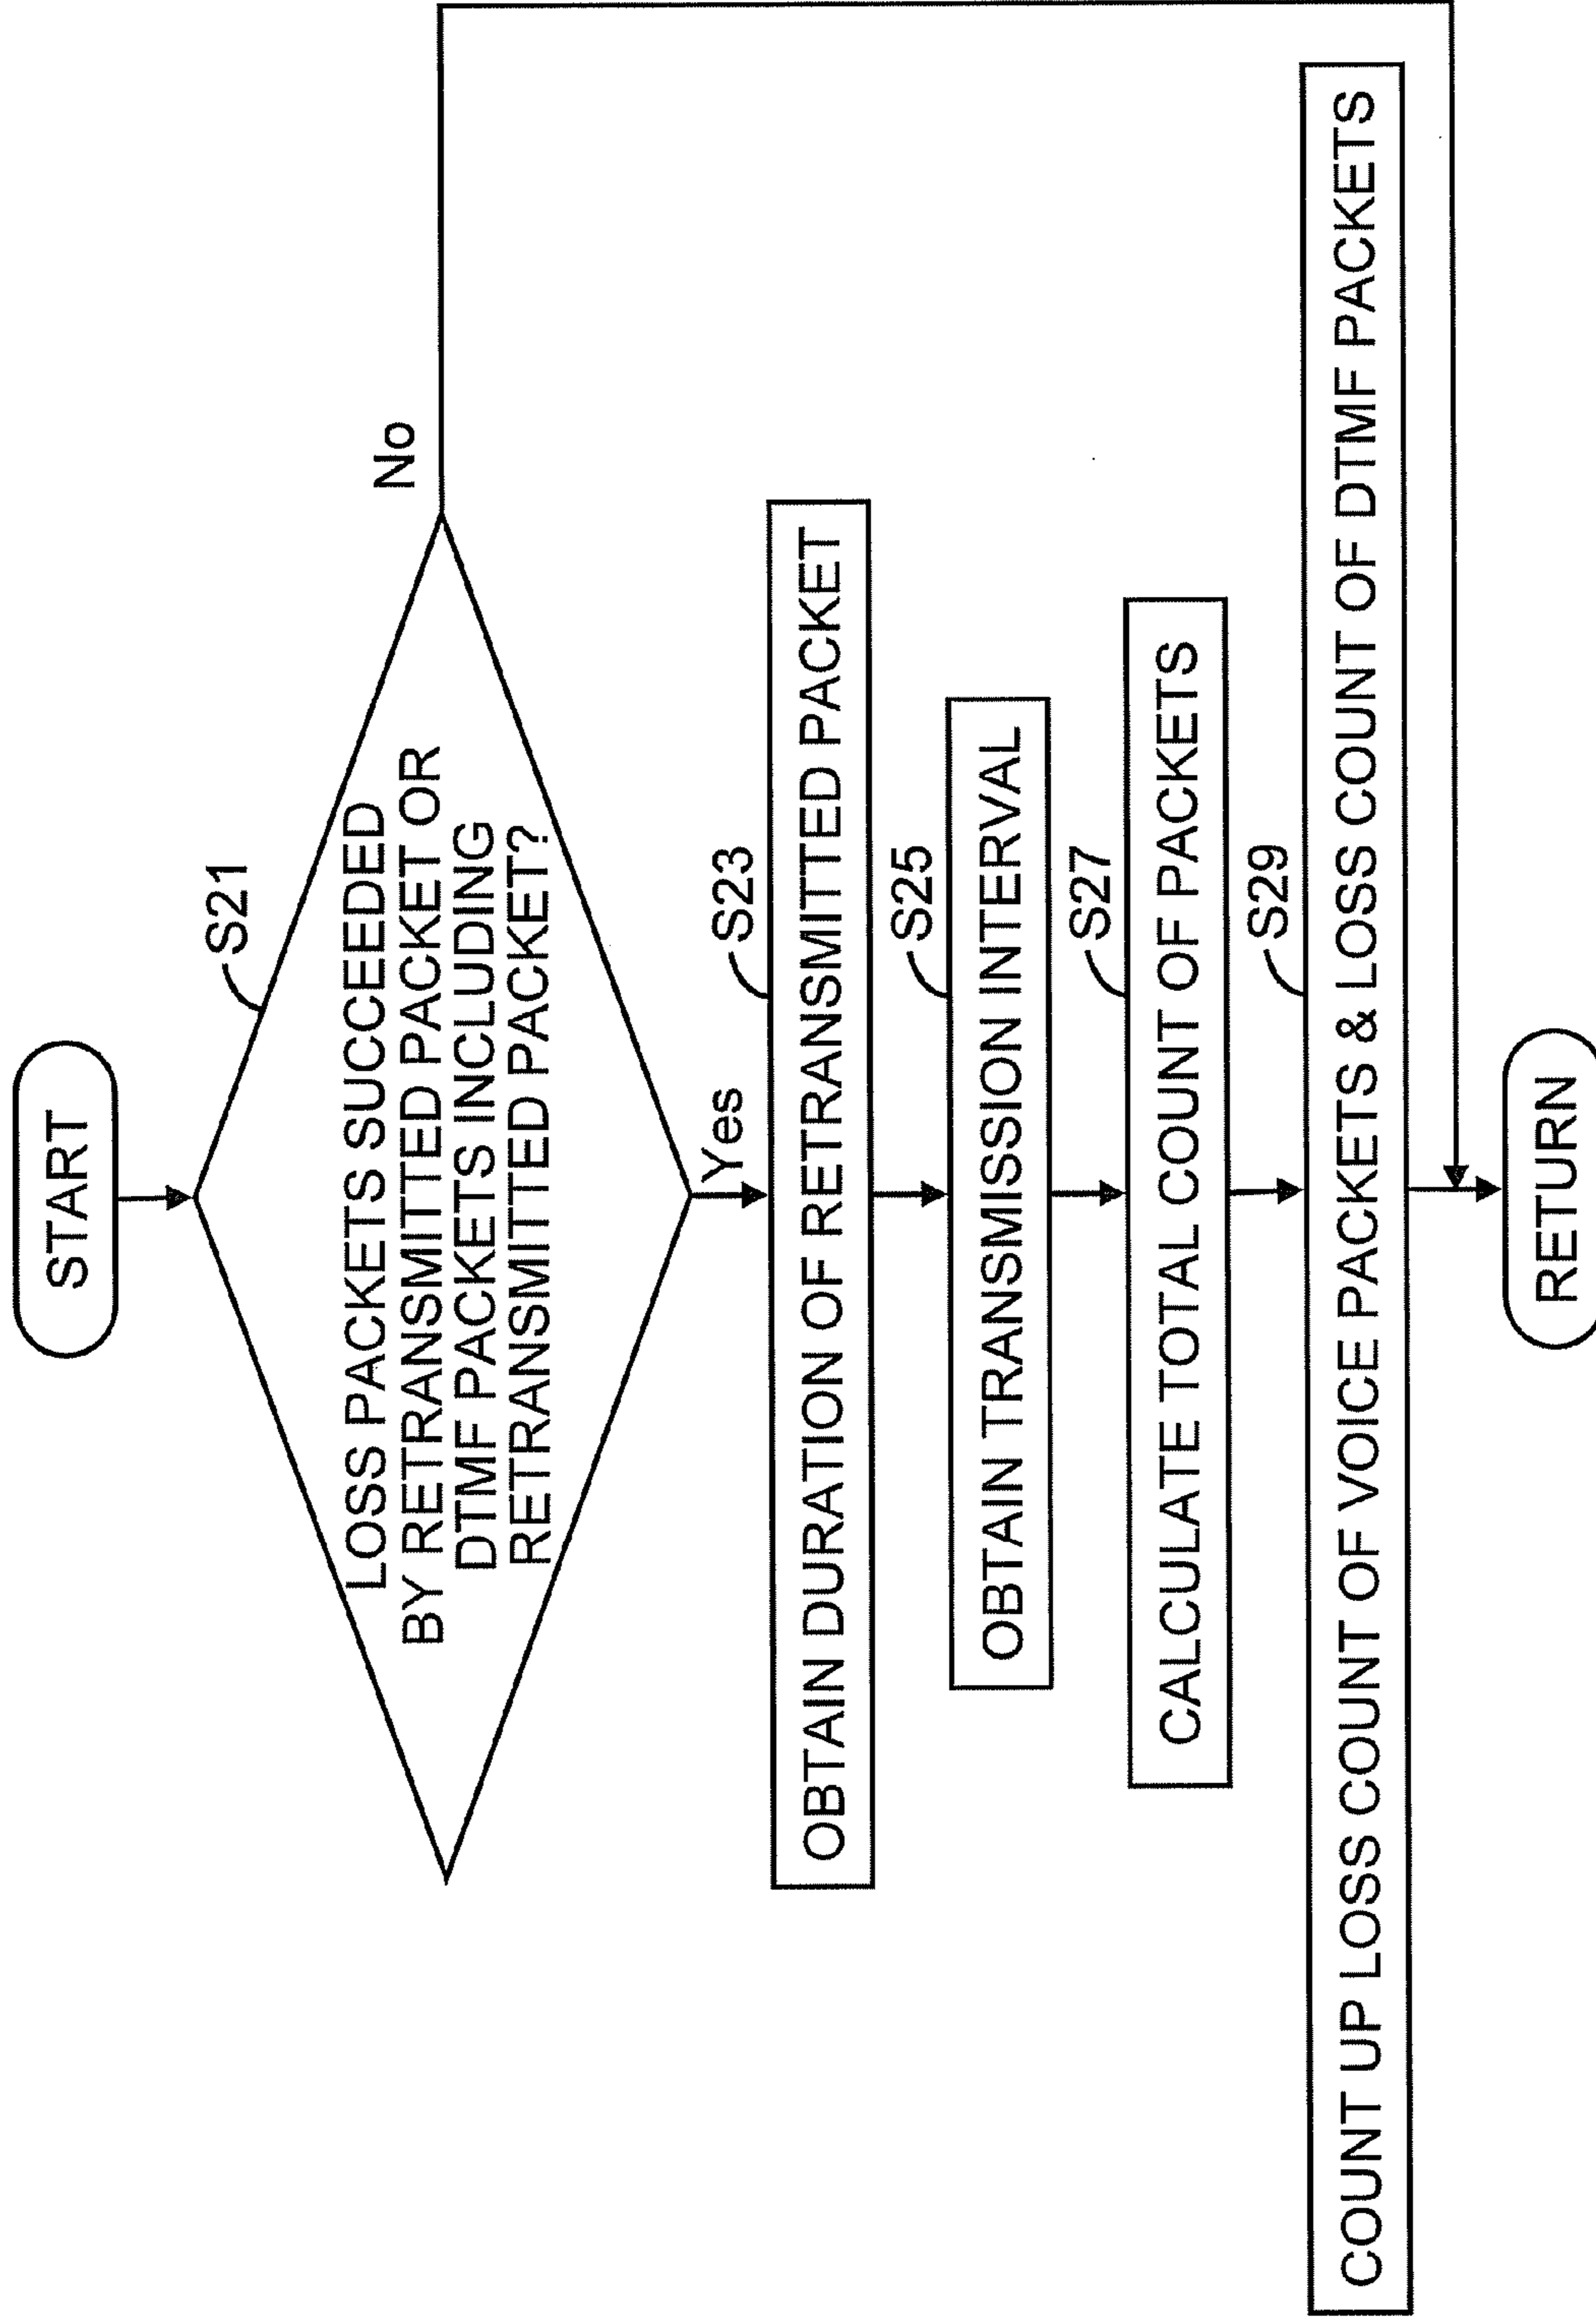 START
S21
LOSS PACKETS SUCCEEDED
BY RETRANSMITTED PACKET OR
DTMF PACKETS INCLUDING
RETRANSMITTED PACKET?
No
Yes
S23
OBTAIN DURATION OF RETRANSMITTED PACKET
S25
OBTAIN TRANSMISSION INTERVAL
S27
CALCULATE TOTAL COUNT OF PACKETS
S29
COUNT UP LOSS COUNT OF VOICE PACKETS & LOSS COUNT OF DTMF PACKETS
RETURN